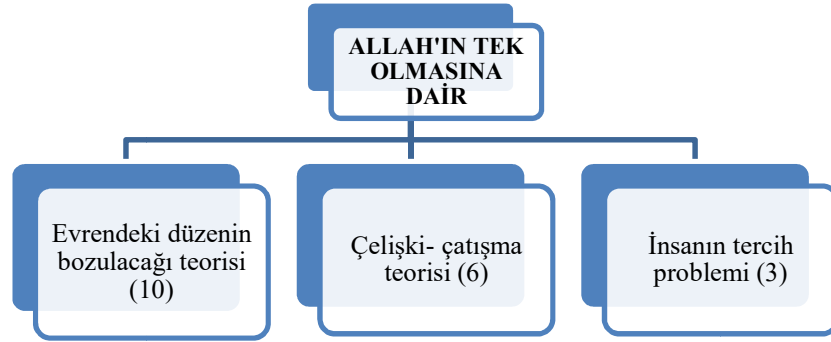 ALLAH'IN TEK
OLMASINA
DAİR
Evrendeki düzenin
bozulacağı teorisi
(10)
Çelişki- çatışma
teorisi (6)
İnsanın tercih
problemi (3)